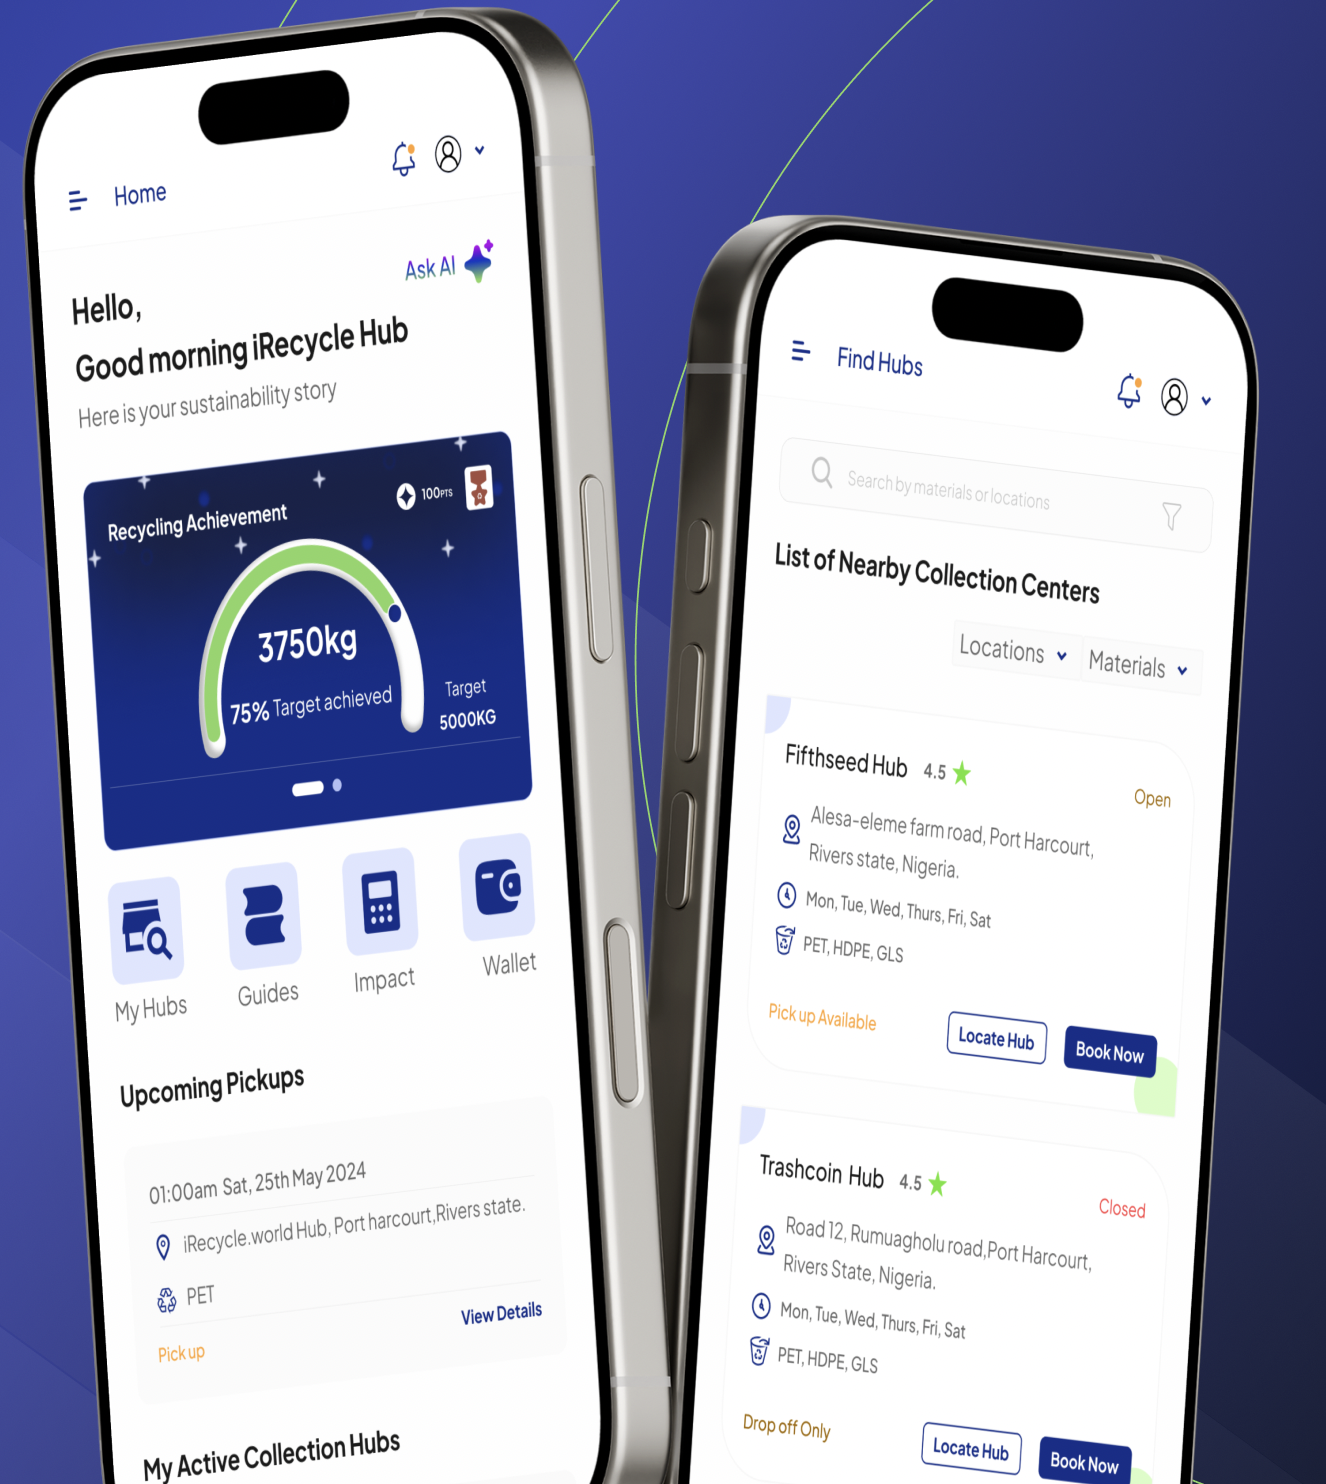 Home
Ask AI
Hello,
Good morning iRecycle Hub
Here is your sustainability story
Recycling Achievement
100PTS
3750kg
75% Target achieved
Target
5000KG
My Hubs
Guides
Impact
Wallet
Upcoming Pickups
01:00am Sat, 25th May 2024
iRecycle.world Hub, Port harcourt,Rivers state.
PET
View Details
Pick up
My Active Collection Hubs
Find Hubs
Search by materials or locations
List of Nearby Collection Centers
Locations
Materials
Fifthseed Hub 4.5
Open
Alesa-eleme farm road, Port Harcourt,
Rivers state, Nigeria.
Mon, Tue, Wed, Thurs, Fri, Sat
PET, HDPE, GLS
Pick up Available
Locate Hub
Book Now
Trashcoin Hub 4.5
Closed
Road 12, Rumuagholu road,Port Harcourt,
Rivers State, Nigeria.
Mon, Tue, Wed, Thurs, Fri, Sat
PET, HDPE, GLS
Drop off Only
Locate Hub
Book Now